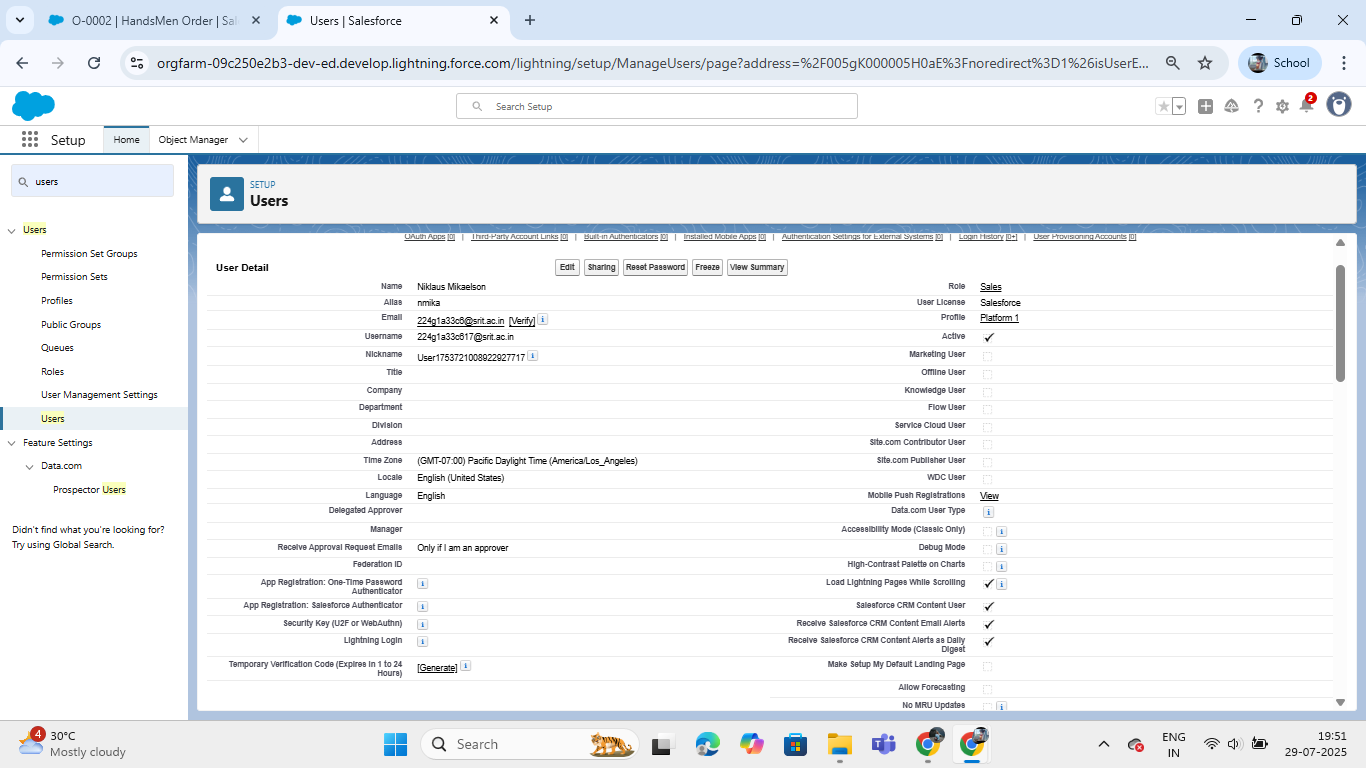 O-0002 | HandsMen Order | Sal
Users | Salesforce
orgfarm-09c250e2b3-dev-ed.develop.lightning.force.com/lightning/setup/ManageUsers/page?address=%2F005gK000005H0aE%3Fnoredirect%3D1%26isUserE...
School
Search Setup
2
Setup
Home
Object Manager
users
Users
Permission Set Groups
Permission Sets
Profiles
Public Groups
Queues
Roles
User Management Settings
Users
Feature Settings
Data.com
Prospector Users
Didn't find what you're looking for?
Try using Global Search.
SETUP
Users
OAuth Apps [0] | Third-Party Account Links [0] | Built-in Authenticators [0] | Installed Mobile Apps [0] | Authentication Settings for External Systems [0] | Login History [0+] | User Provisioning Accounts [0]
User Detail
Edit Sharing Reset Password Freeze View Summary
Name Niklaus Mikaelson
Alias nmika
Email 224g1a33c6@srit.ac.in [Verify] i
Username 224g1a33c617@srit.ac.in
Nickname User1753721008922927717 i
Title
Company
Department
Division
Address
Time Zone (GMT-07:00) Pacific Daylight Time (America/Los_Angeles)
Locale English (United States)
Language English
Delegated Approver
Manager
Receive Approval Request Emails Only if I am an approver
Federation ID
App Registration: One-Time Password
Authenticator i
App Registration: Salesforce Authenticator i
Security Key (U2F or WebAuthn) i
Lightning Login i
Temporary Verification Code (Expires in 1 to 24
Hours) [Generate] i
Role Sales
User License Salesforce
Profile Platform 1
Active
Marketing User
Offline User
Knowledge User
Flow User
Service Cloud User
Site.com Contributor User
Site.com Publisher User
WDC User
Mobile Push Registrations View
Data.com User Type i
Accessibility Mode (Classic Only) i
Debug Mode i
High-Contrast Palette on Charts i
Load Lightning Pages While Scrolling i
Salesforce CRM Content User
Receive Salesforce CRM Content Email Alerts
Receive Salesforce CRM Content Alerts as Daily
Digest
Make Setup My Default Landing Page
Allow Forecasting
No MRU Updates i
4
30°C
Mostly cloudy
Search
ENG
IN
19:51
29-07-2025